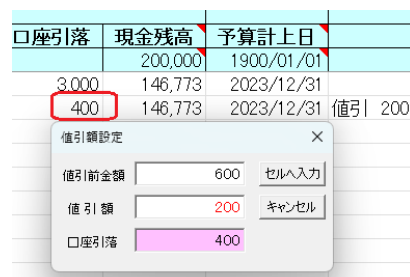 口座引落 現金残高 予算計上日
200,000 1900/01/01
3,000 146,773 2023/12/31
400 146,773 2023/12/31 値引 200
値引額設定 ×
値引前金額 600 セルへ入力
値 引 額 200 キャンセル
口座引落 400